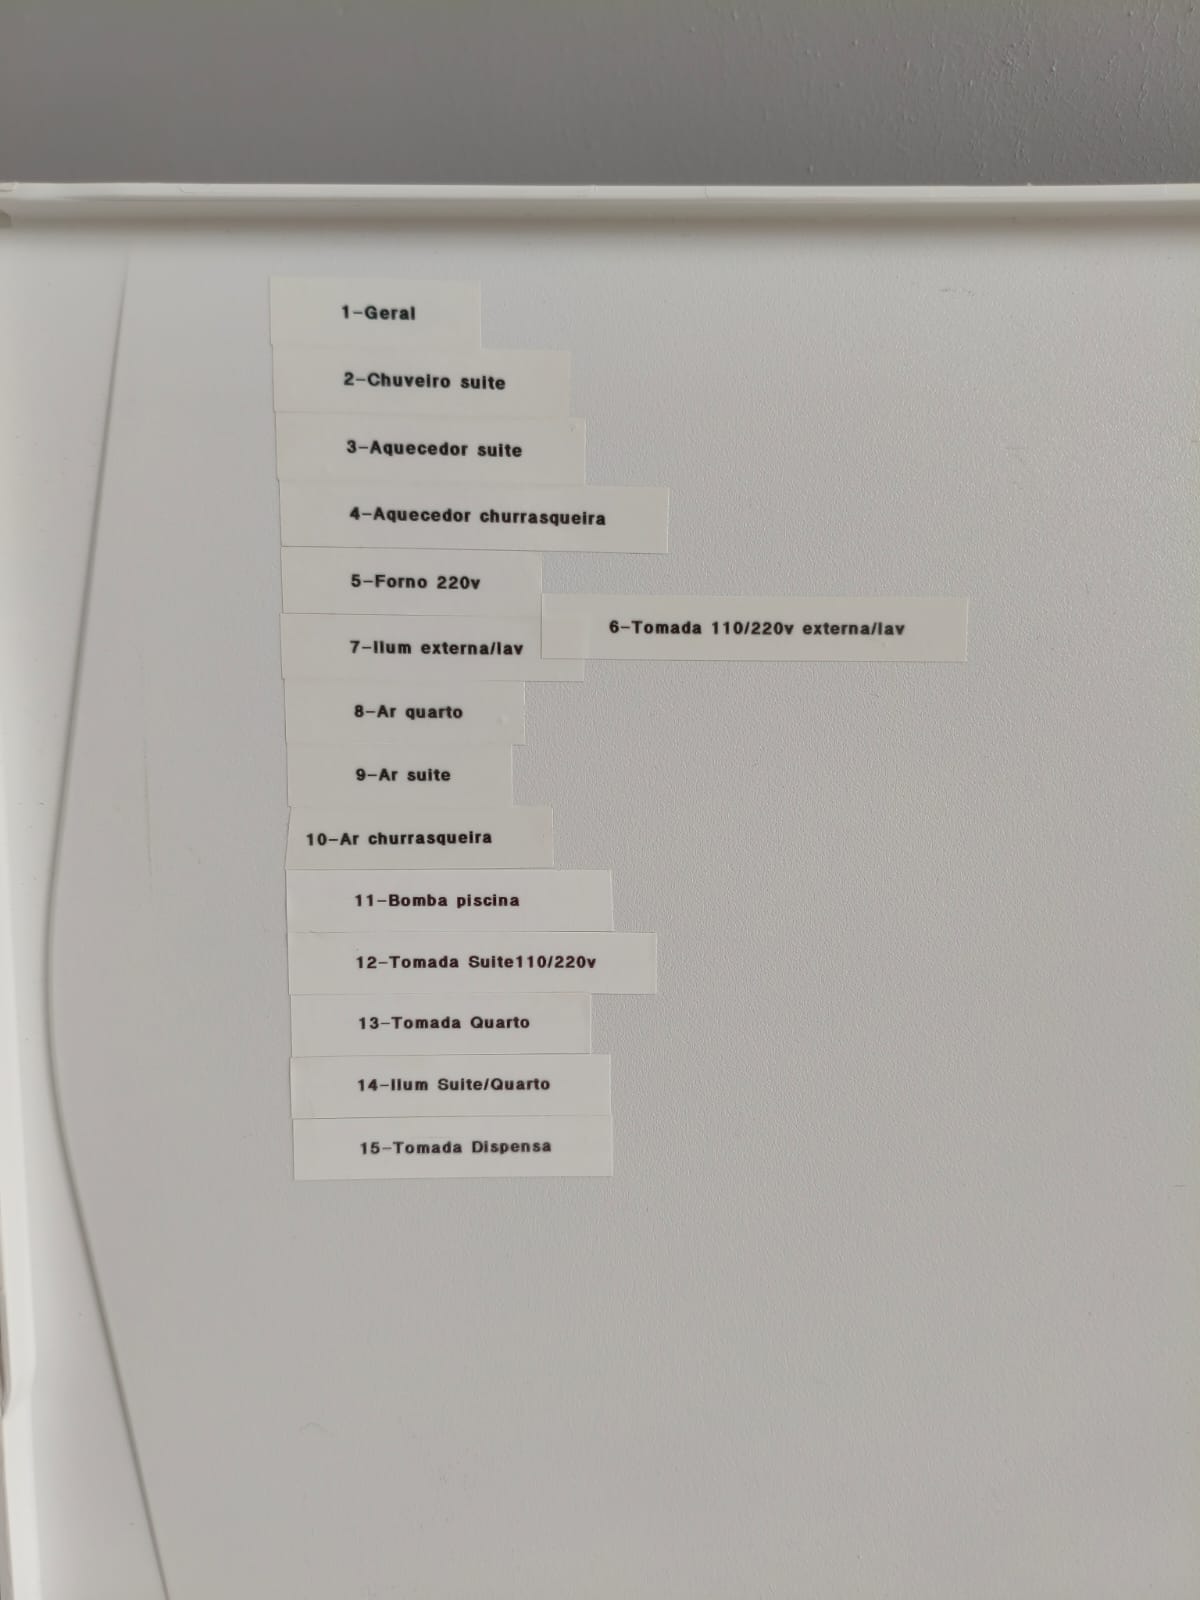 1-Geral
2-Chuveiro suite
3-Aquecedor suite
4-Aquecedor churrasqueira
5-Forno 220v
6-Tomada 110/220v externa/lav
7-Ilum externa/lav
8-Ar quarto
9-Ar suite
10-Ar churrasqueira
11-Bomba piscina
12-Tomada Suite110/220v
13-Tomada Quarto
14-Ilum Suite/Quarto
15-Tomada Dispensa